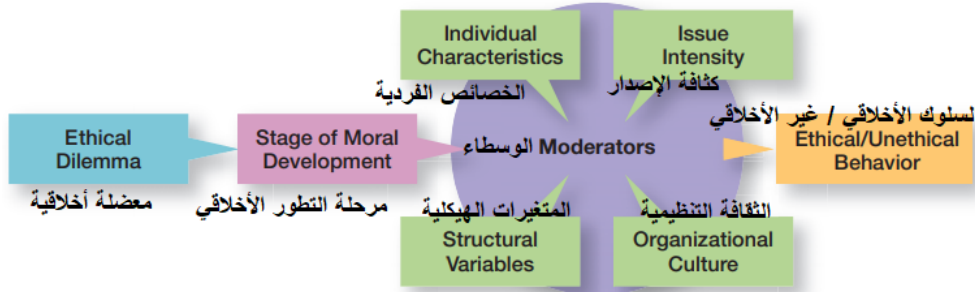 Individual
Characteristics
الخصائص الفردية
Issue
Intensity
كثافة الإصدار
Ethical
Dilemma
معضلة أخلاقية
Stage of Moral
Development
مرحلة التطور الأخلاقي
الوسطاء Moderators
لسلوك الأخلاقي / غير الأخلاقي
Ethical/Unethical
Behavior
المتغيرات الهيكلية
Structural
Variables
الثقافة التنظيمية
Organizational
Culture